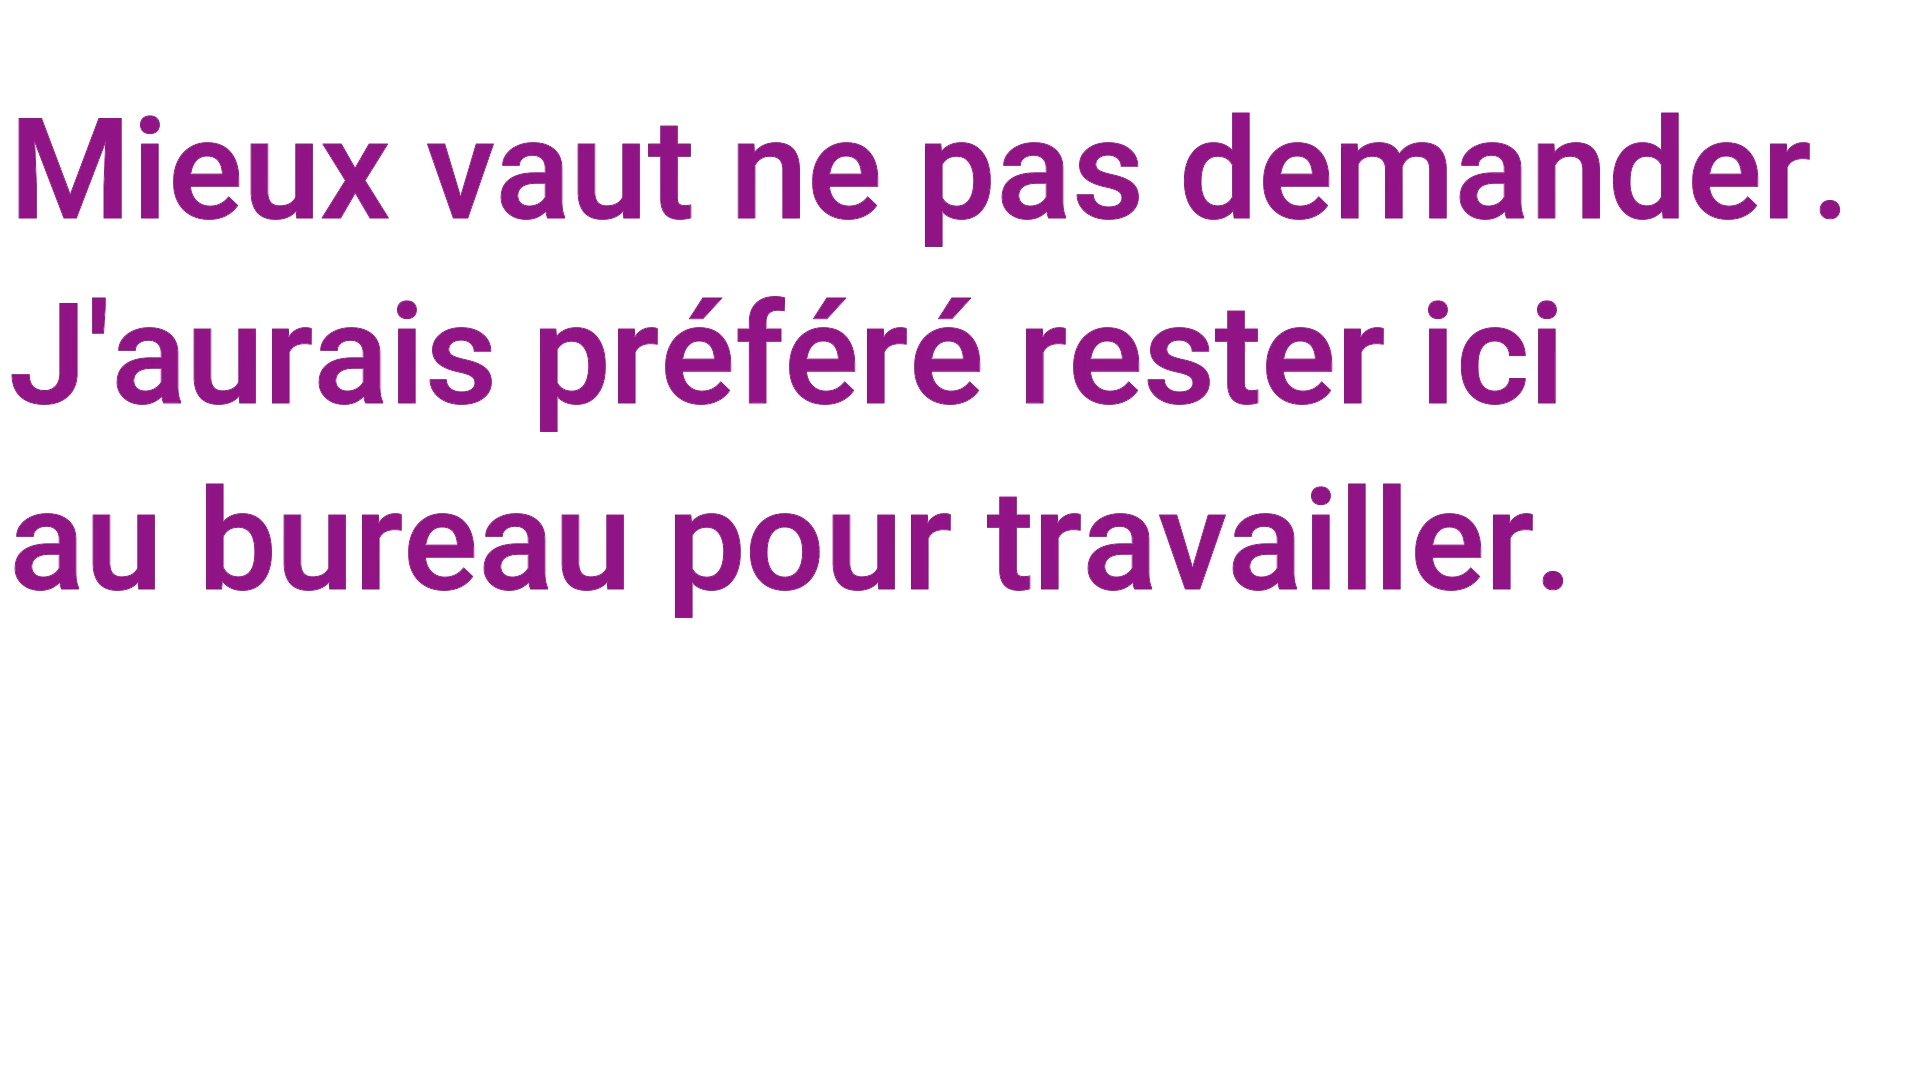 Mieux vaut ne pas demander.
J'aurais préféré rester ici
au bureau pour travailler.